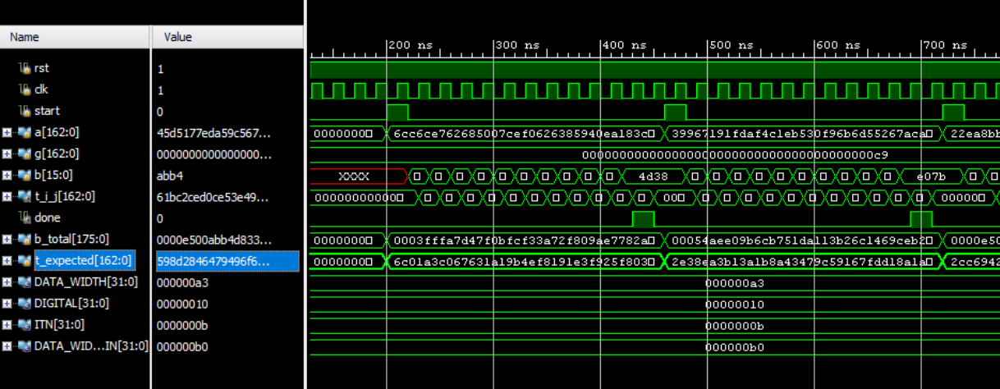 Name Value
200 ns 300 ns 400 ns 500 ns 600 ns 700 ns
rst 1
clk 1
start 0
a[162:0] 45d5177eda59c567... 0000000 6cc6ce762685007cef0626385940ea183c 39967191fdaf4c1eb530f96b6d55267aca 22ea8bb
g[162:0] 0000000000000000...
b[15:0] abb4 XXXX 4d38 e07b
t_i_j[162:0] 61bc2ced0ce53e49... 00000000000 00 00000
done 0
b_total[175:0] 0000e500abb4d833... 0000000 0003fffa7d47f0bfcf33a72f809ae7782a 00054aee09b6cb751da113b26c1469ceb2 0000e50
t_expected[162:0] 598d2846479496f6... 0000000 6c01a3c067631a19b4ef8191e3f925f803 2e38ea3b13a1b8a43479c59167fdd18a1a 2cc6942
DATA_WIDTH[31:0] 000000a3 000000a3
DIGITAL[31:0] 00000010 00000010
ITN[31:0] 0000000b 0000000b
DATA_WID...IN[31:0] 000000b0 000000b0